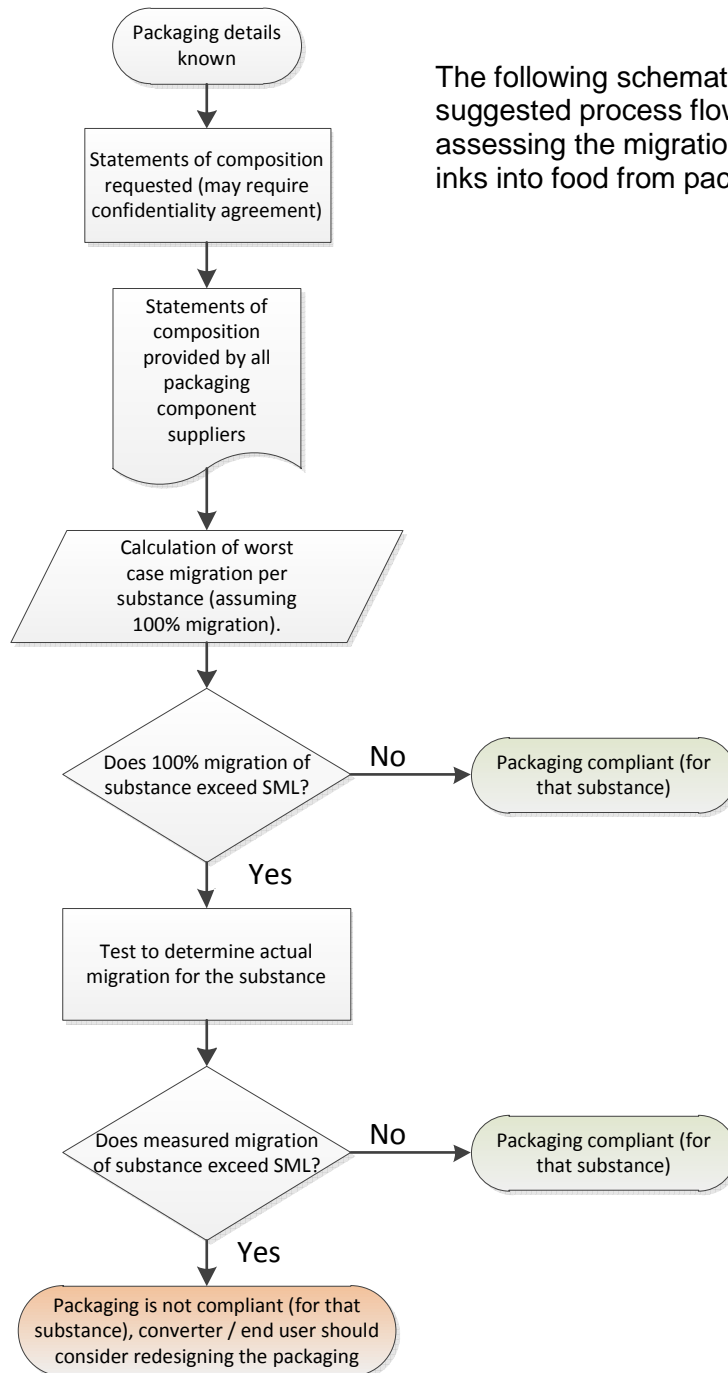 Packaging details
known
The following schemat
suggested process flow
assessing the migration
inks into food from pac
Statements of composition
requested (may require
confidentiality agreement)
Statements of
composition
provided by all
packaging
component
suppliers
Calculation of worst
case migration per
substance (assuming
100% migration).
Does 100% migration of
substance exceed SML?
No
Packaging compliant (for
that substance)
Yes
Test to determine actual
migration for the substance
Does measured migration
of substance exceed SML?
No
Packaging compliant (for
that substance)
Yes
Packaging is not compliant (for that
substance), converter / end user should
consider redesigning the packaging